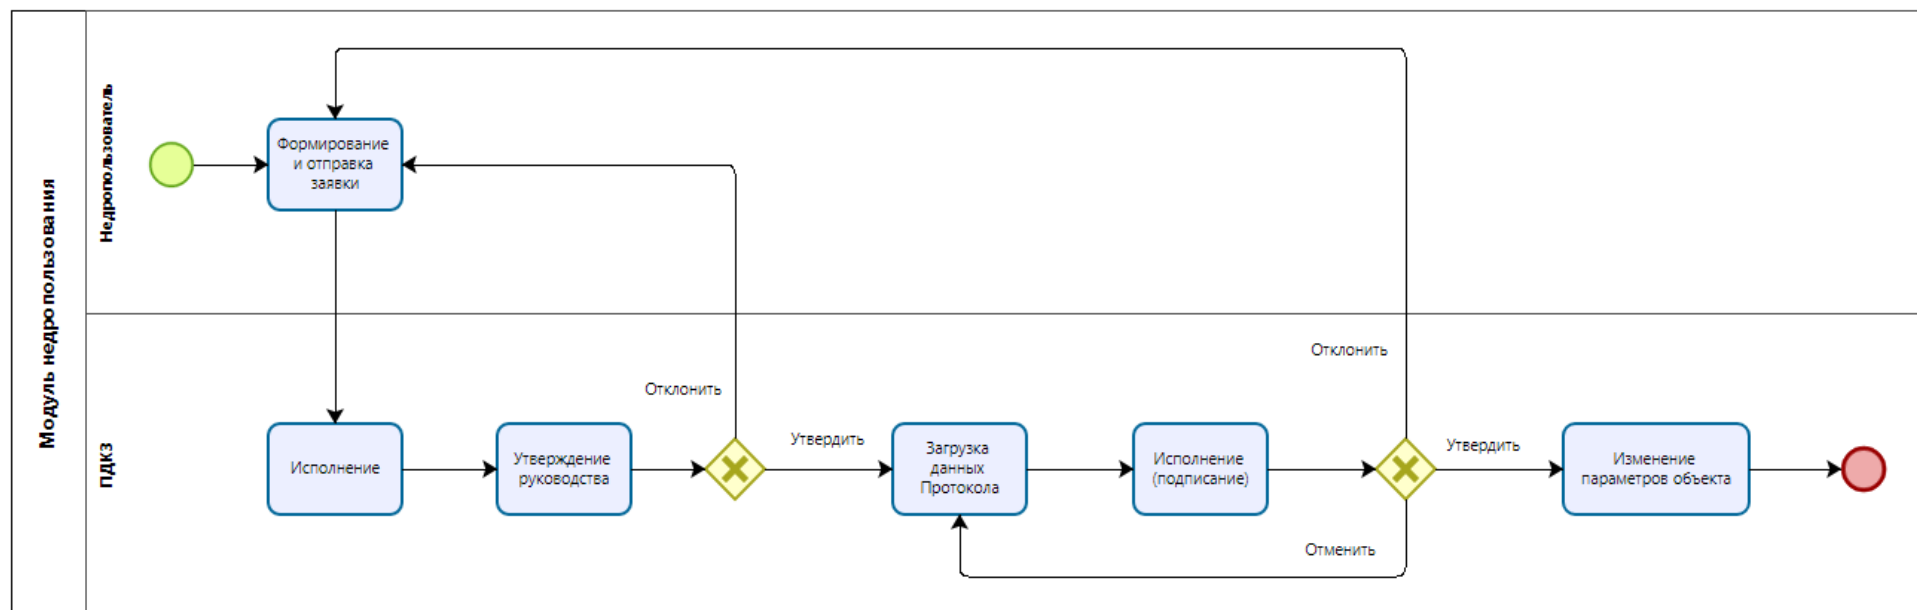 Модуль недропользования
Недропользователь
Формирование
и отправка
заявки
ПДКЗ
Исполнение
Утверждение
руководства
Отклонить
Утвердить
Загрузка
данных
Протокола
Исполнение
(подписание)
Отклонить
Отменить
Утвердить
Изменение
параметров объекта